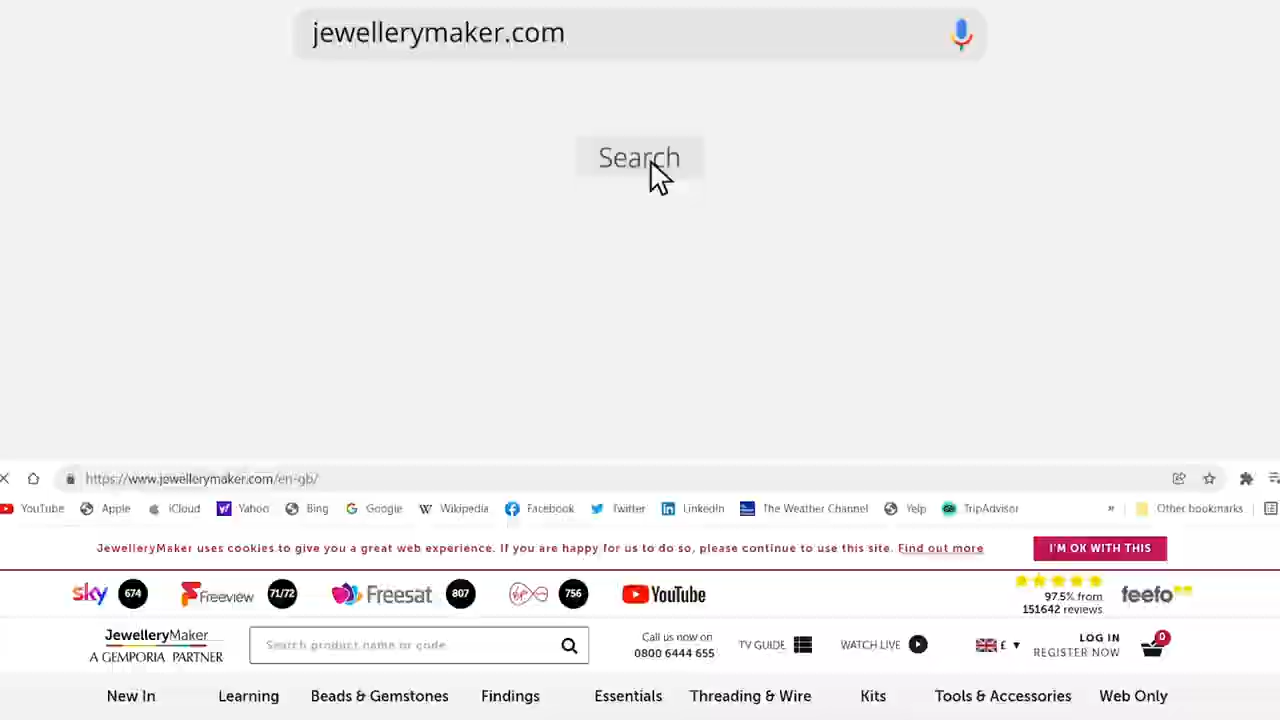 jewellerymaker.com
Search
https://www.jewellerymaker.com/en-gb/
YouTube Apple iCloud Yahoo Bing Google Wikipedia Facebook Twitter LinkedIn The Weather Channel Yelp TripAdvisor » Other bookmarks
JewelleryMaker uses cookies to give you a great web experience. If you are happy for us to do so, please continue to use this site. Find out more I'M OK WITH THIS
sky 674 Freeview 71/72 Freesat 807 756 YouTube 97.5% from feefo
151642 reviews
JewelleryMaker Search product name or code Call us now on TV GUIDE WATCH LIVE £ LOG IN 0
A GEMPORIA PARTNER 0800 6444 655 REGISTER NOW
New In Learning Beads & Gemstones Findings Essentials Threading & Wire Kits Tools & Accessories Web Only